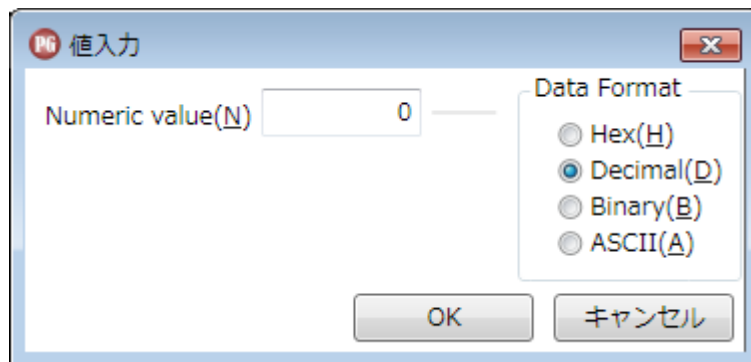 PG 値入力
Numeric value(N) 0
Data Format
Hex(H)
Decimal(D)
Binary(B)
ASCII(A)
OK キャンセル